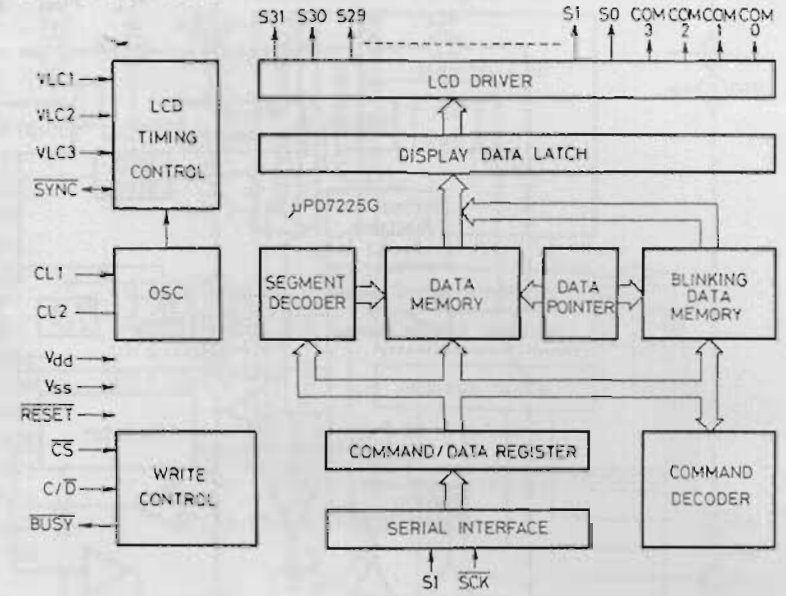 S31 S30 S29 S1 S0 COM COM COM COM
3 2 1 0
LCD DRIVER
DISPLAY DATA LATCH
VLC1
VLC2
VLC3
SYNC
LCD
TIMING
CONTROL
μPD7225G
CL1
CL2
OSC
SEGMENT
DECODER
DATA
MEMORY
DATA
POINTER
BLINKING
DATA
MEMORY
Vdd
Vss
RESET
CS
C/D
BUSY
WRITE
CONTROL
COMMAND/DATA REGISTER
SERIAL INTERFACE
COMMAND
DECODER
S1 SCK